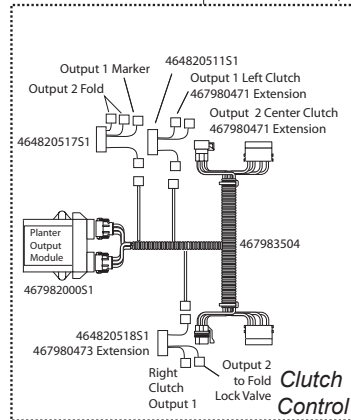 464820511S1
Output 1 Marker
Output 1 Left Clutch
Output 2 Fold
467980471 Extension
Output 2 Center Clutch
467980471 Extension
464820517S1
Planter
Output
Module
467983504
467982000S1
464820518S1
467980473 Extension
Right
Clutch
Output 1
Output 2
to Fold
Lock Valve
Clutch
Control